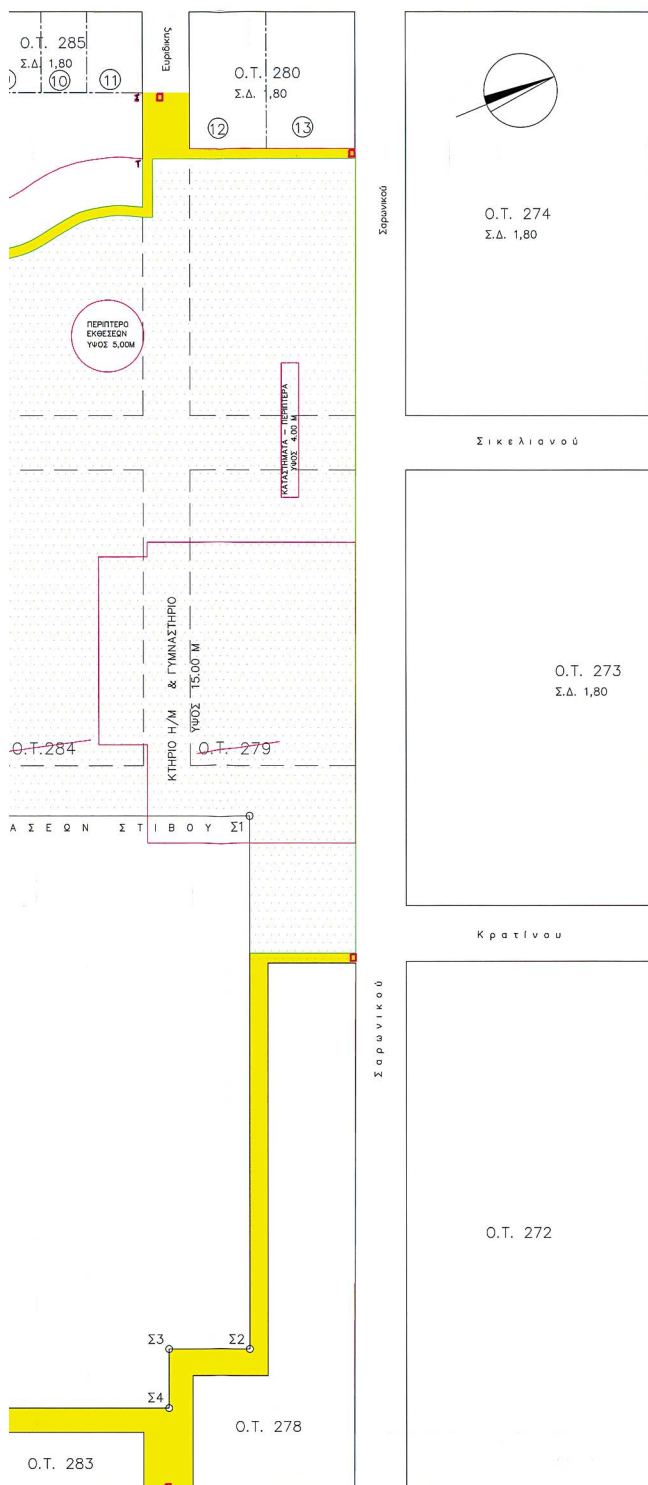 Ο.Τ. 285
Σ.Δ. 1,80
10
11
Ευριδικης
Ο.Τ. 280
Σ.Δ. 1,80
12
13
Σαρωνικού
Ο.Τ. 274
Σ.Δ. 1,80
ΠΕΡΙΠΤΕΡΟ
ΕΚΘΕΣΕΩΝ
ΥΨΟΣ 5,00Μ
ΚΑΤΑΣΤΗΜΑΤΑ – ΠΕΡΙΠΤΕΡΑ
ΥΨΟΣ 4.00 Μ
Σικελιανού
ΚΤΗΡΙΟ Η/Μ & ΓΥΜΝΑΣΤΗΡΙΟ
ΥΨΟΣ 15.00 Μ
Ο.Τ. 273
Σ.Δ. 1,80
Ο.Τ.284
Ο.Τ. 279
ΑΣΕΩΝ ΣΤΙΒΟΥ Σ1
Κρατίνου
Σαρωνικού
Ο.Τ. 272
Σ3
Σ2
Σ4
Ο.Τ. 278
Ο.Τ. 283